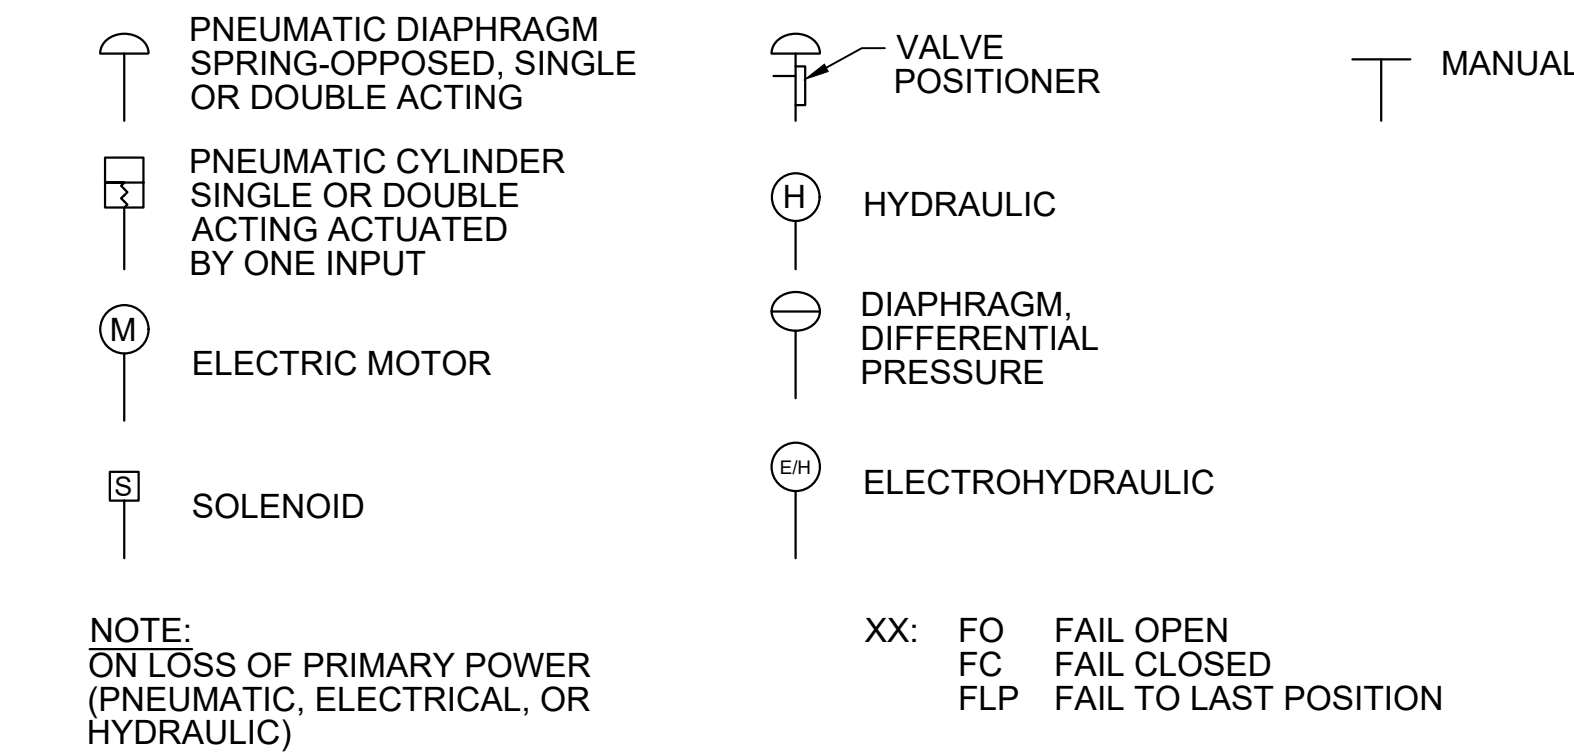 PNEUMATIC DIAPHRAGM
SPRING-OPPOSED, SINGLE
OR DOUBLE ACTING
VALVE
POSITIONER
MANUAL
PNEUMATIC CYLINDER
SINGLE OR DOUBLE
ACTING ACTUATED
BY ONE INPUT
H
HYDRAULIC
M
ELECTRIC MOTOR
DIAPHRAGM,
DIFFERENTIAL
PRESSURE
S
SOLENOID
E/H
ELECTROHYDRAULIC
NOTE:
ON LOSS OF PRIMARY POWER
(PNEUMATIC, ELECTRICAL, OR
HYDRAULIC)
XX: FO FAIL OPEN
FC FAIL CLOSED
FLP FAIL TO LAST POSITION